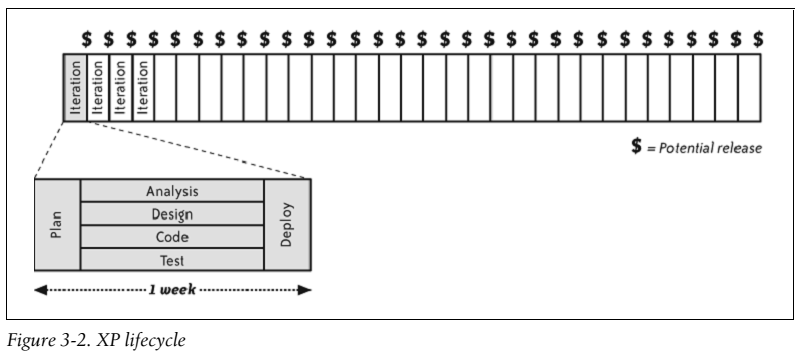 $ $ $ $ $ $ $ $ $ $ $ $ $ $ $ $ $ $ $ $ $ $ $ $ $ $ $ $ $ $ $
Iteration Iteration Iteration Iteration
$ = Potential release
Plan
Analysis
Design
Code
Test
Deploy
1 week
Figure 3-2. XP lifecycle